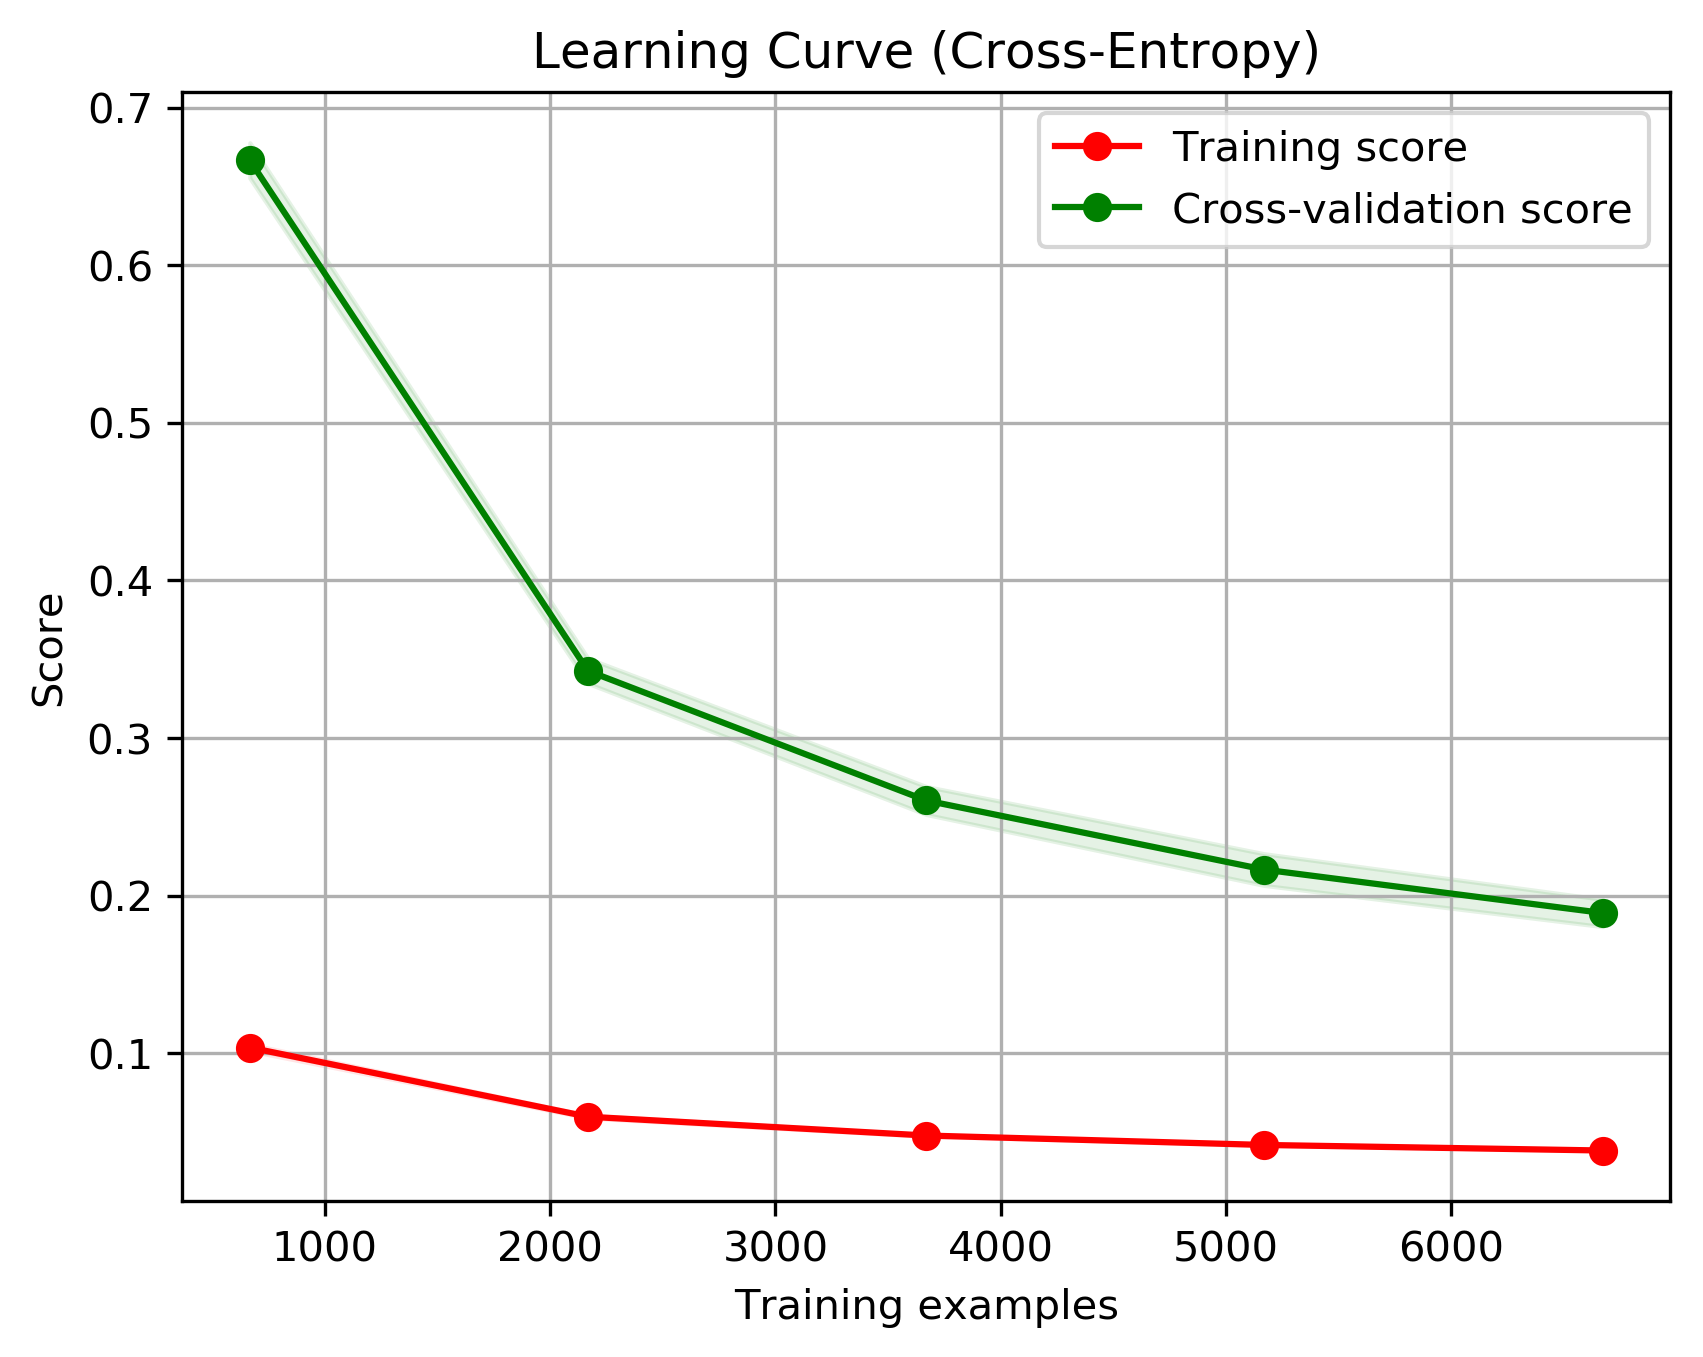 Learning Curve (Cross-Entropy)
Training score
Cross-validation score
0.7
0.6
0.5
0.4
0.3
0.2
0.1
Score
1000 2000 3000 4000 5000 6000
Training examples